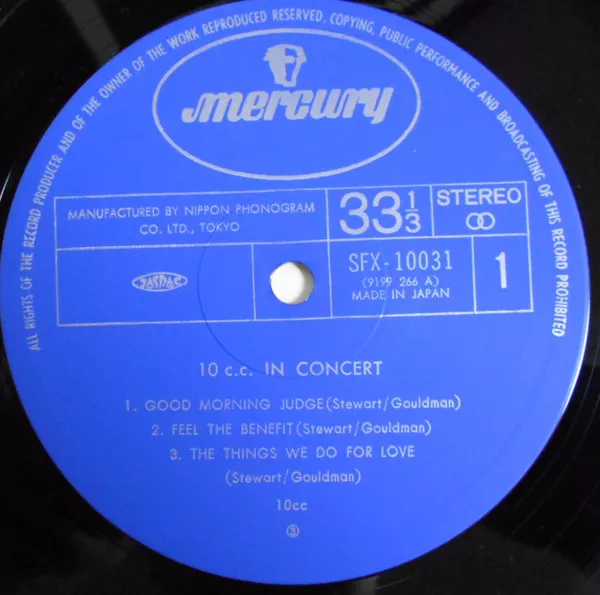 ALL RIGHTS OF THE RECORD PRODUCER AND OF THE OWNER OF THE WORK REPRODUCED RESERVED. COPYING, PUBLIC PERFORMANCE AND BROADCASTING OF THIS RECORD PROHIBITED
mercury
MANUFACTURED BY NIPPON PHONOGRAM
CO. LTD., TOKYO
33 1/3
STEREO
SFX-10031
(9199 266 A)
MADE IN JAPAN
1
10 c.c. IN CONCERT
1. GOOD MORNING JUDGE (Stewart/Gouldman)
2. FEEL THE BENEFIT (Stewart/Gouldman)
3. THE THINGS WE DO FOR LOVE
(Stewart/Gouldman)
10cc
③